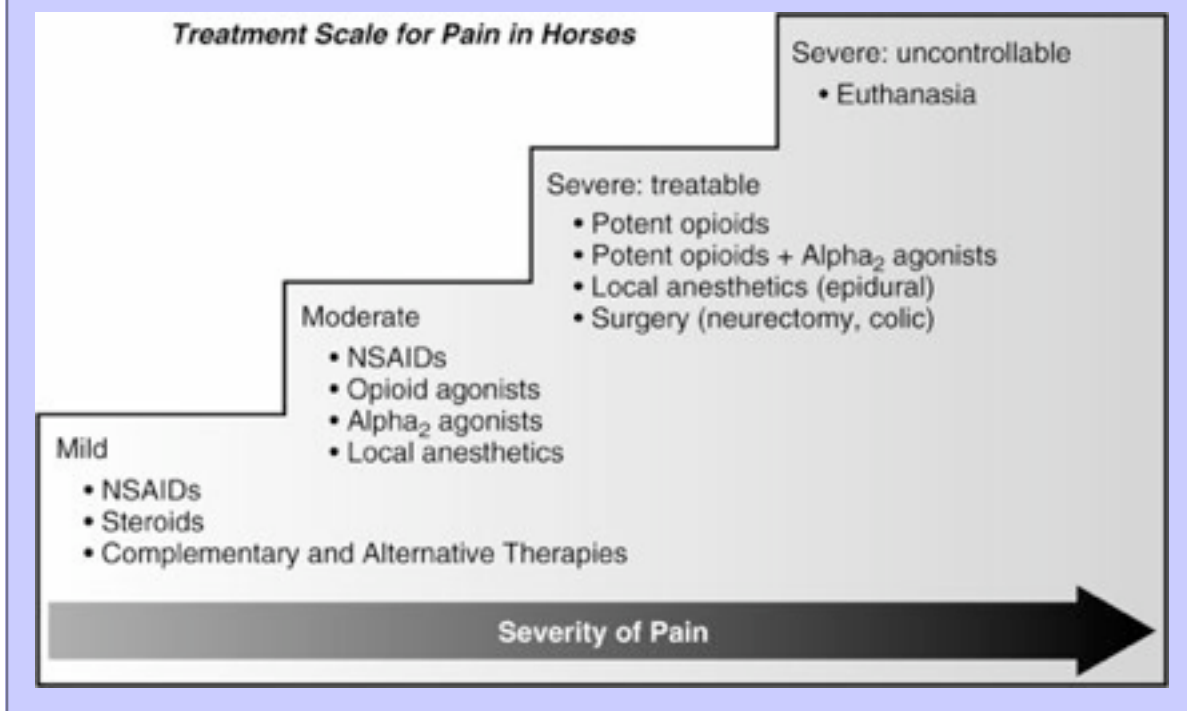 Treatment Scale for Pain in Horses
Severe: uncontrollable
• Euthanasia
Severe: treatable
• Potent opioids
• Potent opioids + Alpha₂ agonists
• Local anesthetics (epidural)
• Surgery (neurectomy, colic)
Moderate
• NSAIDs
• Opioid agonists
• Alpha₂ agonists
• Local anesthetics
Mild
• NSAIDs
• Steroids
• Complementary and Alternative Therapies
Severity of Pain